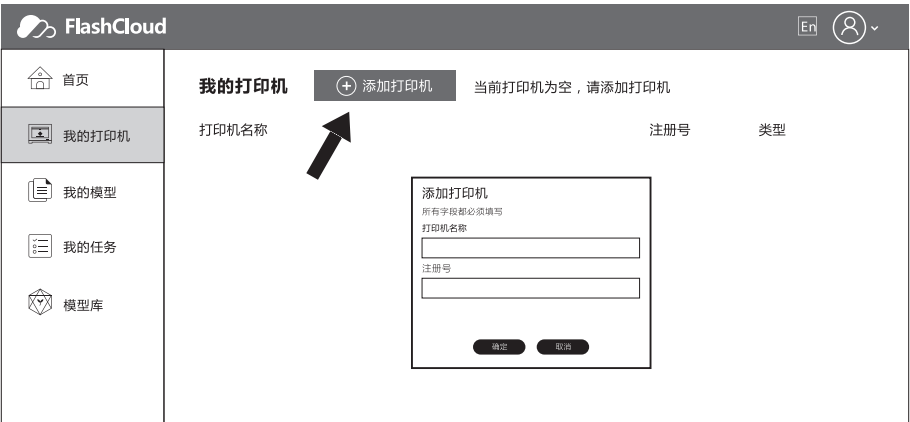 FlashCloud
En
首页
我的打印机
我的模型
我的任务
模型库
我的打印机
添加打印机
当前打印机为空，请添加打印机
打印机名称
注册号
类型
添加打印机
所有字段都必须填写
打印机名称
注册号
确定
取消